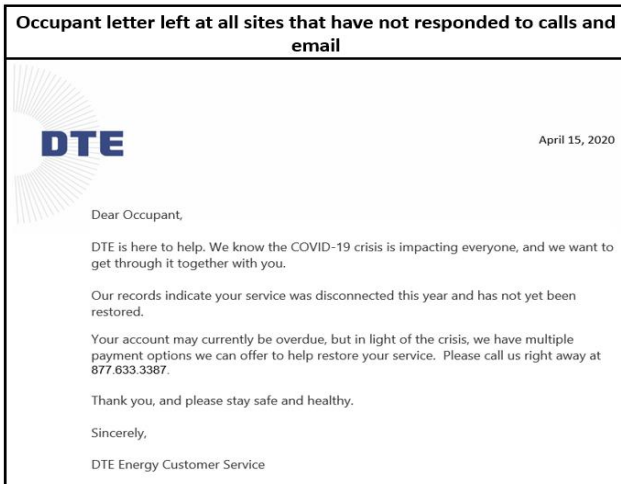 Occupant letter left at all sites that have not responded to calls and
email
DTE
April 15, 2020
Dear Occupant,
DTE is here to help. We know the COVID-19 crisis is impacting everyone, and we want to
get through it together with you.
Our records indicate your service was disconnected this year and has not yet been
restored.
Your account may currently be overdue, but in light of the crisis, we have multiple
payment options we can offer to help restore your service. Please call us right away at
877.633.3387.
Thank you, and please stay safe and healthy.
Sincerely,
DTE Energy Customer Service